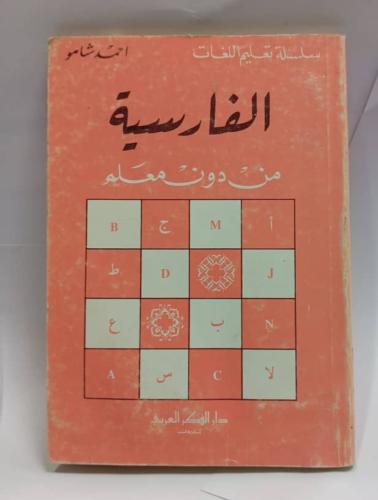 سلسلة تعليم اللغات
احمد شامو
الفارسية
من دون معلم
أ M ج B
J D ط
N ب ع
لا C س A
دار الفكر العربي